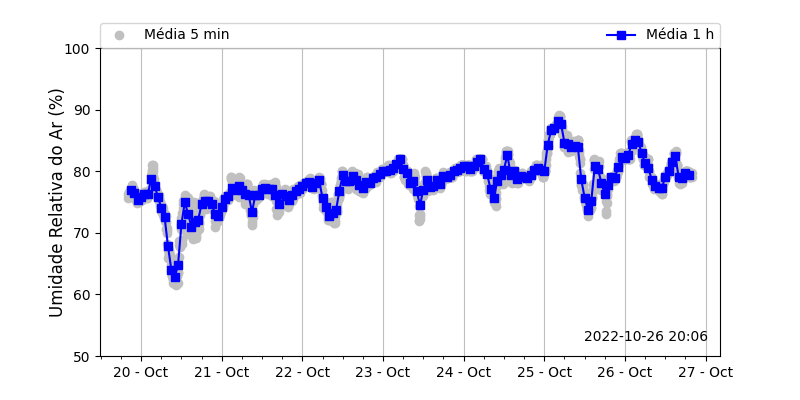 Média 5 min Média 1 h
Umidade Relativa do Ar (%)
100
90
80
70
60
50
2022-10-26 20:06
20 - Oct 21 - Oct 22 - Oct 23 - Oct 24 - Oct 25 - Oct 26 - Oct 27 - Oct